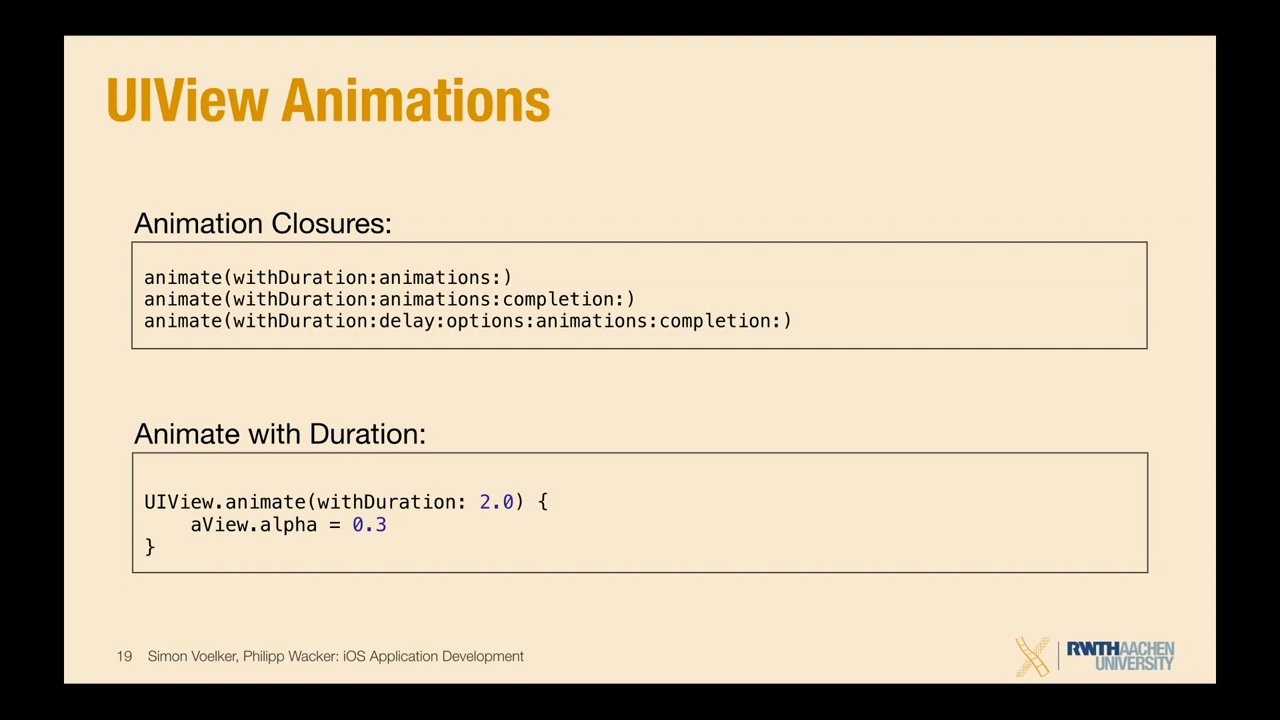 UIView Animations
Animation Closures:
animate(withDuration:animations:)
animate(withDuration:animations:completion:)
animate(withDuration:delay:options:animations:completion:)
Animate with Duration:
UIView.animate(withDuration: 2.0) {
    aView.alpha = 0.3
}
19 Simon Voelker, Philipp Wacker: iOS Application Development
RWTHAACHEN
UNIVERSITY